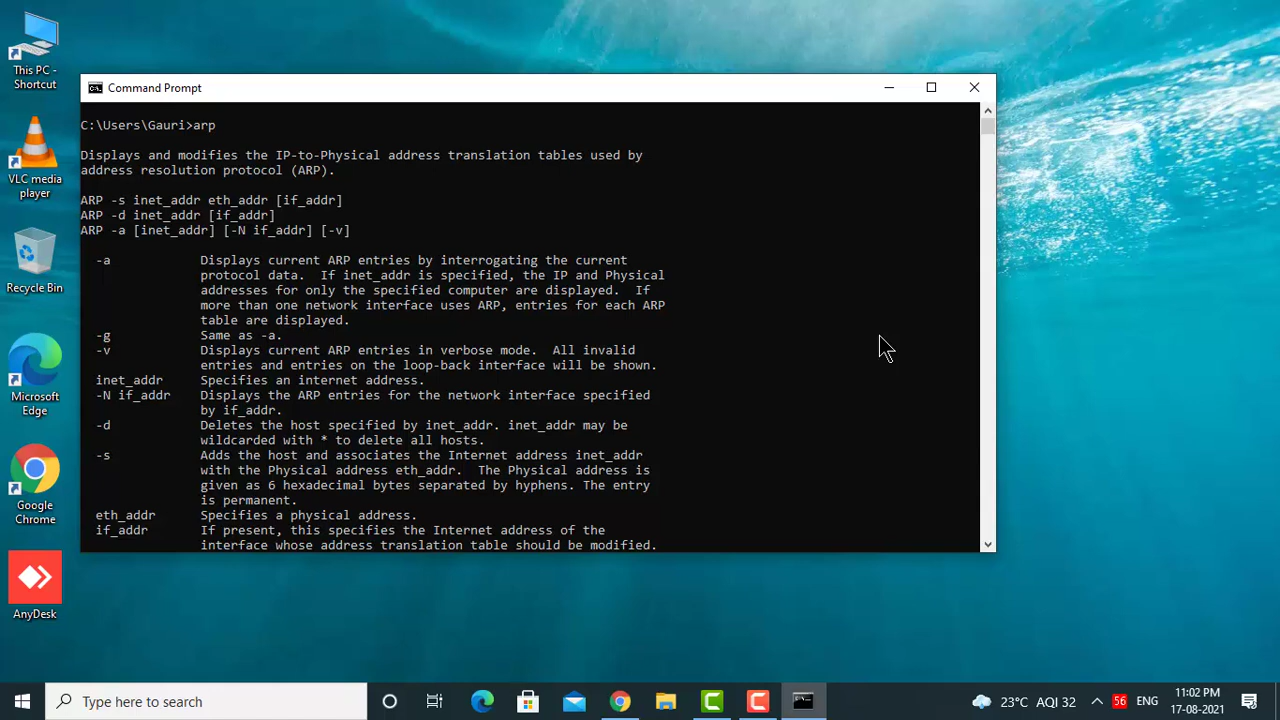 This PC -
Shortcut
VLC media
player
Recycle Bin
Microsoft
Edge
Google
Chrome
AnyDesk
Command Prompt
C:\Users\Gauri>arp
Displays and modifies the IP-to-Physical address translation tables used by
address resolution protocol (ARP).
ARP -s inet_addr eth_addr [if_addr]
ARP -d inet_addr [if_addr]
ARP -a [inet_addr] [-N if_addr] [-v]
-a Displays current ARP entries by interrogating the current
protocol data.  If inet_addr is specified, the IP and Physical
addresses for only the specified computer are displayed.  If
more than one network interface uses ARP, entries for each ARP
table are displayed.
-g Same as -a.
-v Displays current ARP entries in verbose mode.  All invalid
entries and entries on the loop-back interface will be shown.
inet_addr Specifies an internet address.
-N if_addr Displays the ARP entries for the network interface specified
by if_addr.
-d Deletes the host specified by inet_addr. inet_addr may be
wildcarded with * to delete all hosts.
-s Adds the host and associates the Internet address inet_addr
with the Physical address eth_addr.  The Physical address is
given as 6 hexadecimal bytes separated by hyphens. The entry
is permanent.
eth_addr Specifies a physical address.
if_addr If present, this specifies the Internet address of the
interface whose address translation table should be modified.
Type here to search
23°C AQI 32
56
ENG
11:02 PM
17-08-2021